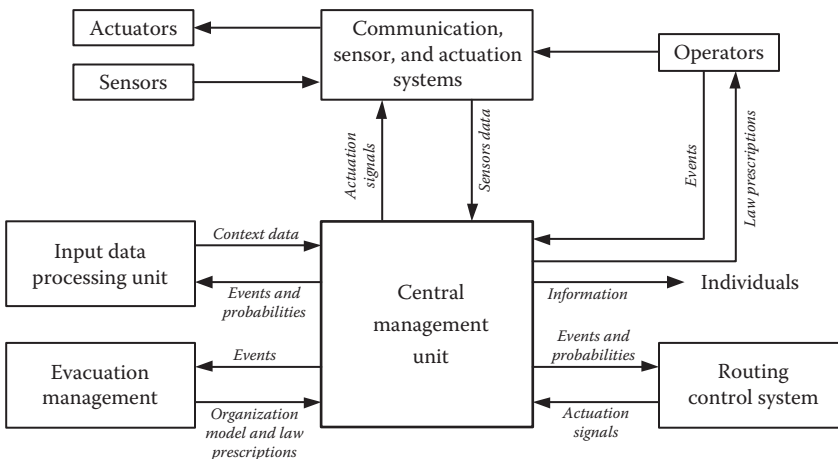 Actuators
Sensors
Communication,
sensor, and actuation
systems
Operators
Actuation
signals
Sensors data
Events
Law prescriptions
Input data
processing unit
Context data
Events and
probabilities
Central
management
unit
Information
Individuals
Evacuation
management
Events
Organization
model and law
prescriptions
Events and
probabilities
Actuation
signals
Routing
control system